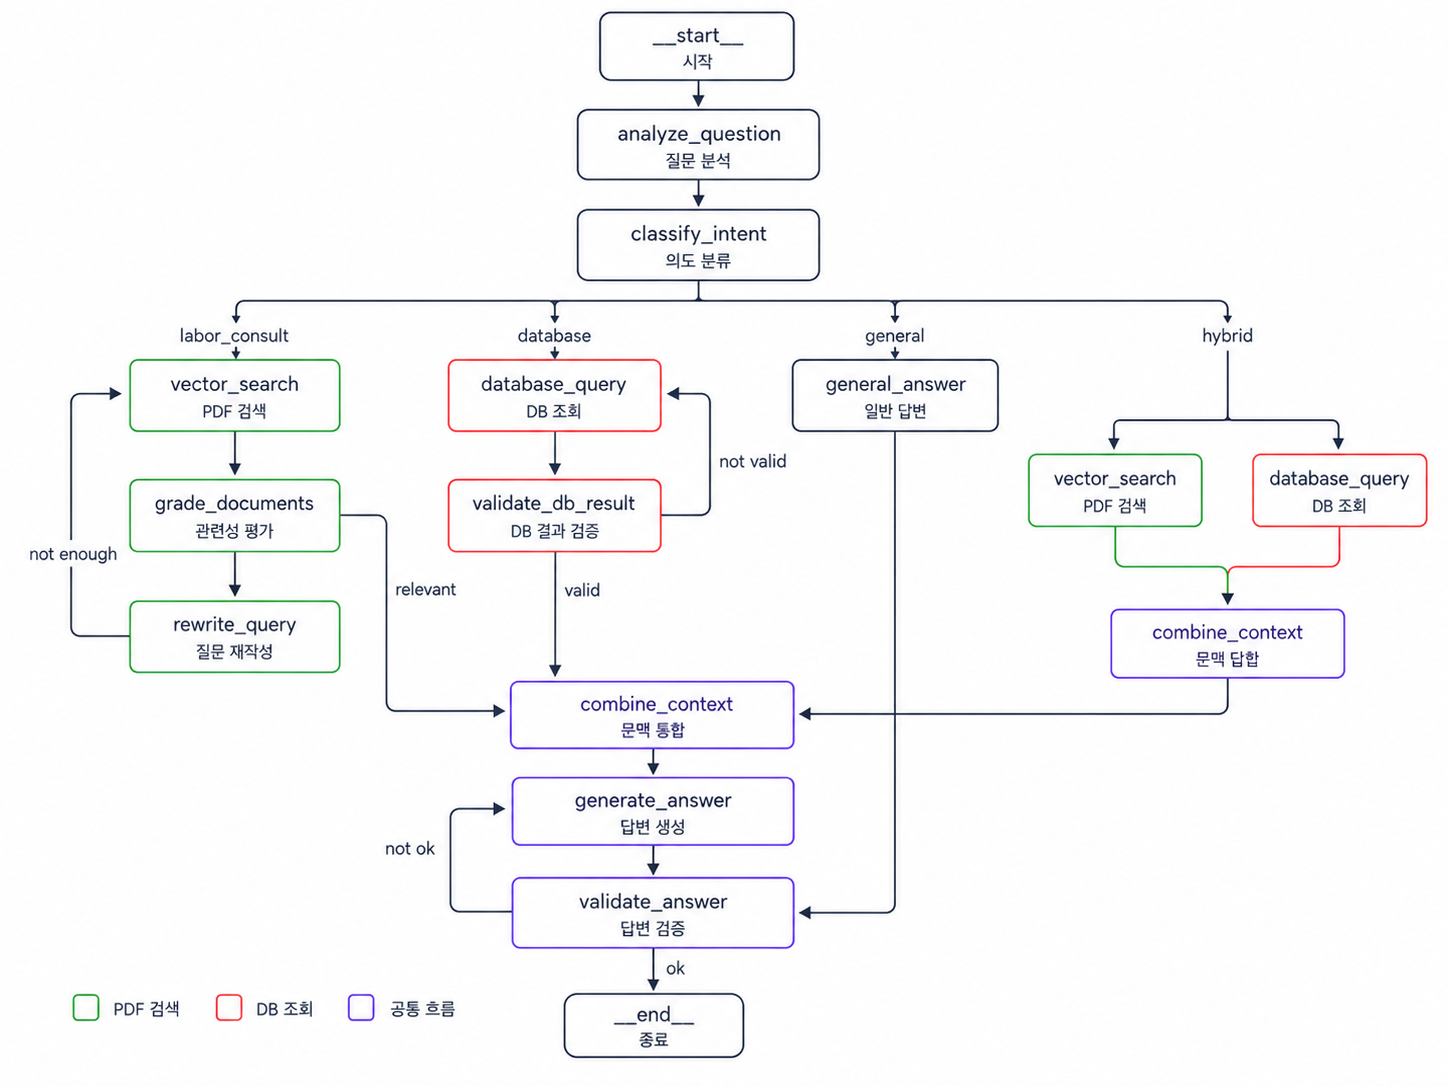 __start__
시작
analyze_question
질문 분석
classify_intent
의도 분류
labor_consult
database
general
hybrid
vector_search
PDF 검색
database_query
DB 조회
general_answer
일반 답변
not valid
vector_search
PDF 검색
database_query
DB 조회
grade_documents
관련성 평가
validate_db_result
DB 결과 검증
not enough
relevant
valid
rewrite_query
질문 재작성
combine_context
문맥 답합
combine_context
문맥 통합
generate_answer
답변 생성
not ok
validate_answer
답변 검증
ok
PDF 검색
DB 조회
공통 흐름
__end__
종료